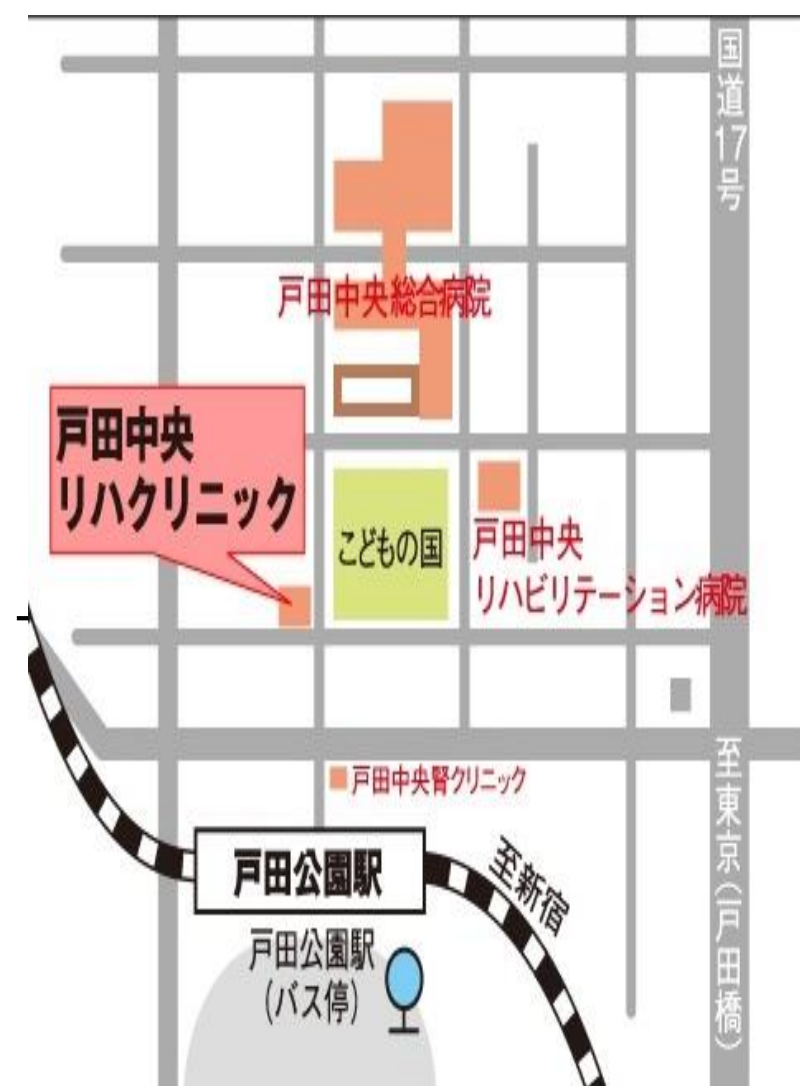 国道17号
戸田中央総合病院
戸田中央
リハクリニック
こどもの国
戸田中央
リハビリテーション病院
至東京(戸田橋)
戸田中央腎クリニック
戸田公園駅
至新宿
戸田公園駅
(バス停)